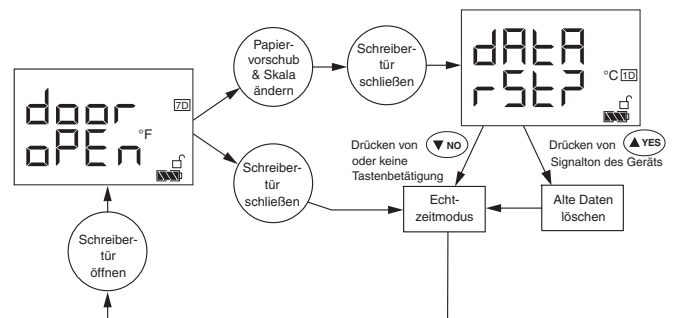 door
oPEn
7D
°F
Schreiber-
tür
öffnen
Papier-
vorschub
& Skala
ändern
Schreiber-
tür
schließen
Schreiber-
tür
schließen
dAtA
rSt?
°C 1D
Drücken von ▼ NO
oder keine
Tastenbetätigung
Drücken von ▲ YES
Signalton des Geräts
Echt-
zeitmodus
Alte Daten
löschen